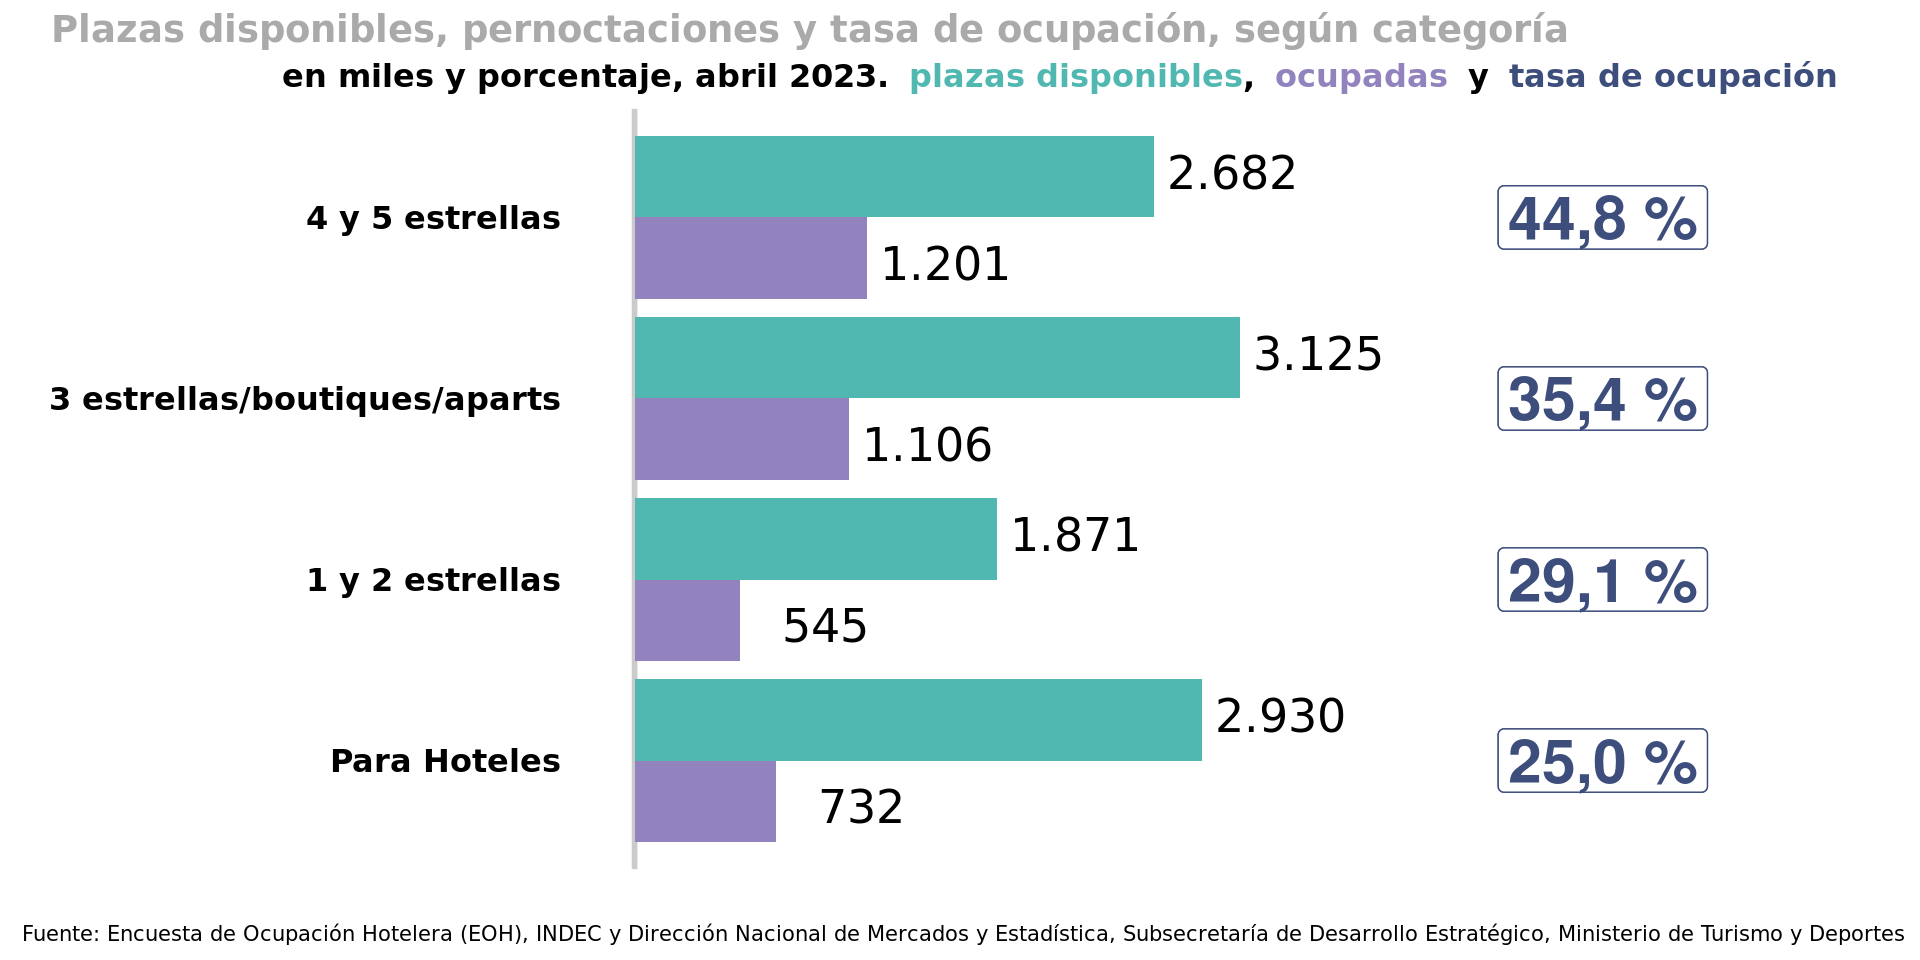 Plazas disponibles, pernoctaciones y tasa de ocupación, según categoría
en miles y porcentaje, abril 2023. plazas disponibles, ocupadas y tasa de ocupación
2.682
4 y 5 estrellas
44,8 %
1.201
3.125
3 estrellas/boutiques/aparts
35,4 %
1.106
1.871
1 y 2 estrellas
29,1 %
545
2.930
Para Hoteles
25,0 %
732
Fuente: Encuesta de Ocupación Hotelera (EOH), INDEC y Dirección Nacional de Mercados y Estadística, Subsecretaría de Desarrollo Estratégico, Ministerio de Turismo y Deportes